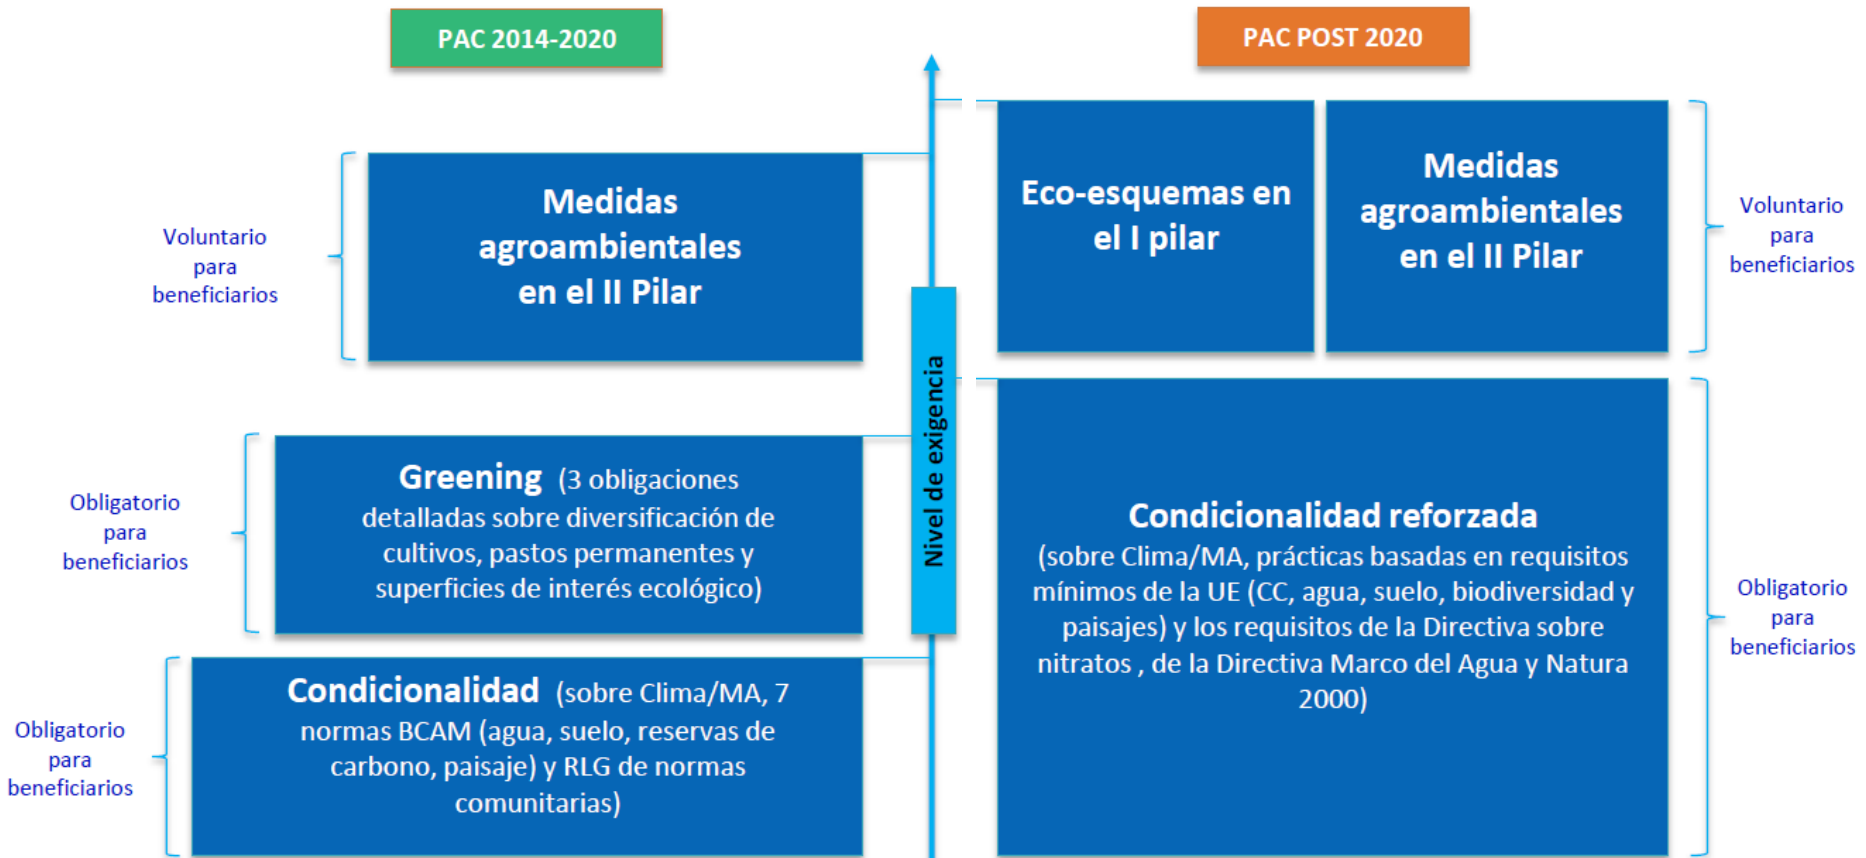 PAC 2014-2020
Voluntario
para
beneficiarios
Medidas
agroambientales
en el II Pilar
Obligatorio
para
beneficiarios
Greening (3 obligaciones
detalladas sobre diversificación de
cultivos, pastos permanentes y
superficies de interés ecológico)
Obligatorio
para
beneficiarios
Condicionalidad (sobre Clima/MA, 7
normas BCAM (agua, suelo, reservas de
carbono, paisaje) y RLG de normas
comunitarias)
Nivel de exigencia
PAC POST 2020
Eco-esquemas en
el I pilar
Medidas
agroambientales
en el II Pilar
Voluntario
para
beneficiarios
Condicionalidad reforzada
(sobre Clima/MA, prácticas basadas en requisitos
mínimos de la UE (CC, agua, suelo, biodiversidad y
paisajes) y los requisitos de la Directiva sobre
nitratos , de la Directiva Marco del Agua y Natura
2000)
Obligatorio
para
beneficiarios